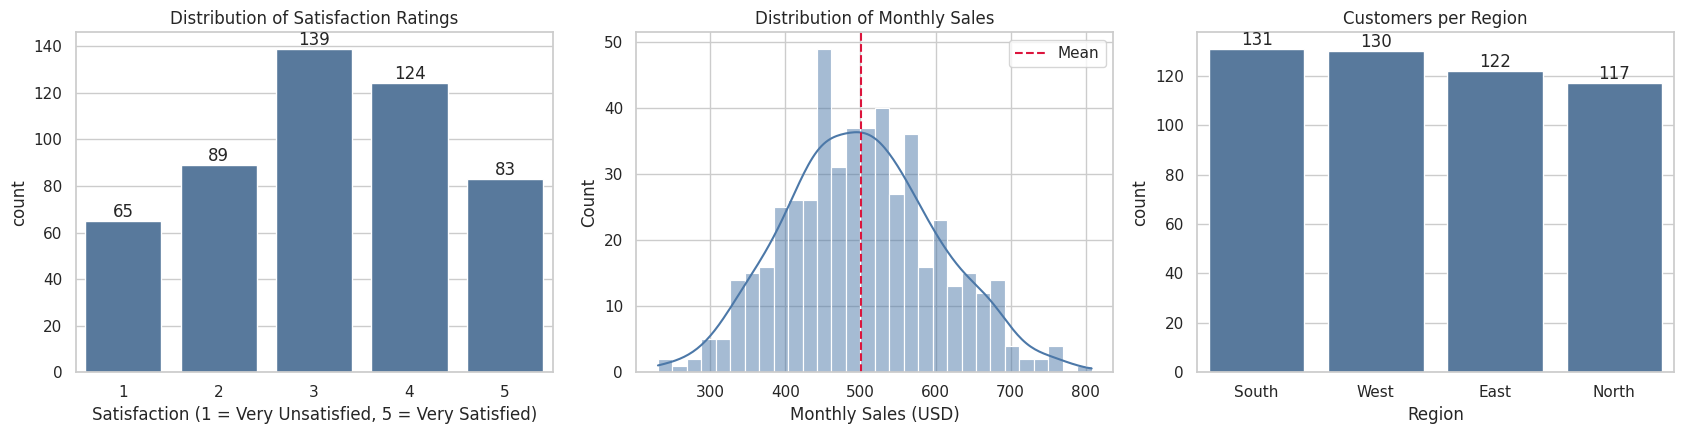 Distribution of Satisfaction Ratings
140
120
100
80
60
40
20
0
count
65
89
139
124
83
1 2 3 4 5
Satisfaction (1 = Very Unsatisfied, 5 = Very Satisfied)
Distribution of Monthly Sales
50
40
30
20
10
0
Count
Mean
300 400 500 600 700 800
Monthly Sales (USD)
Customers per Region
120
100
80
60
40
20
0
count
131
130
122
117
South West East North
Region